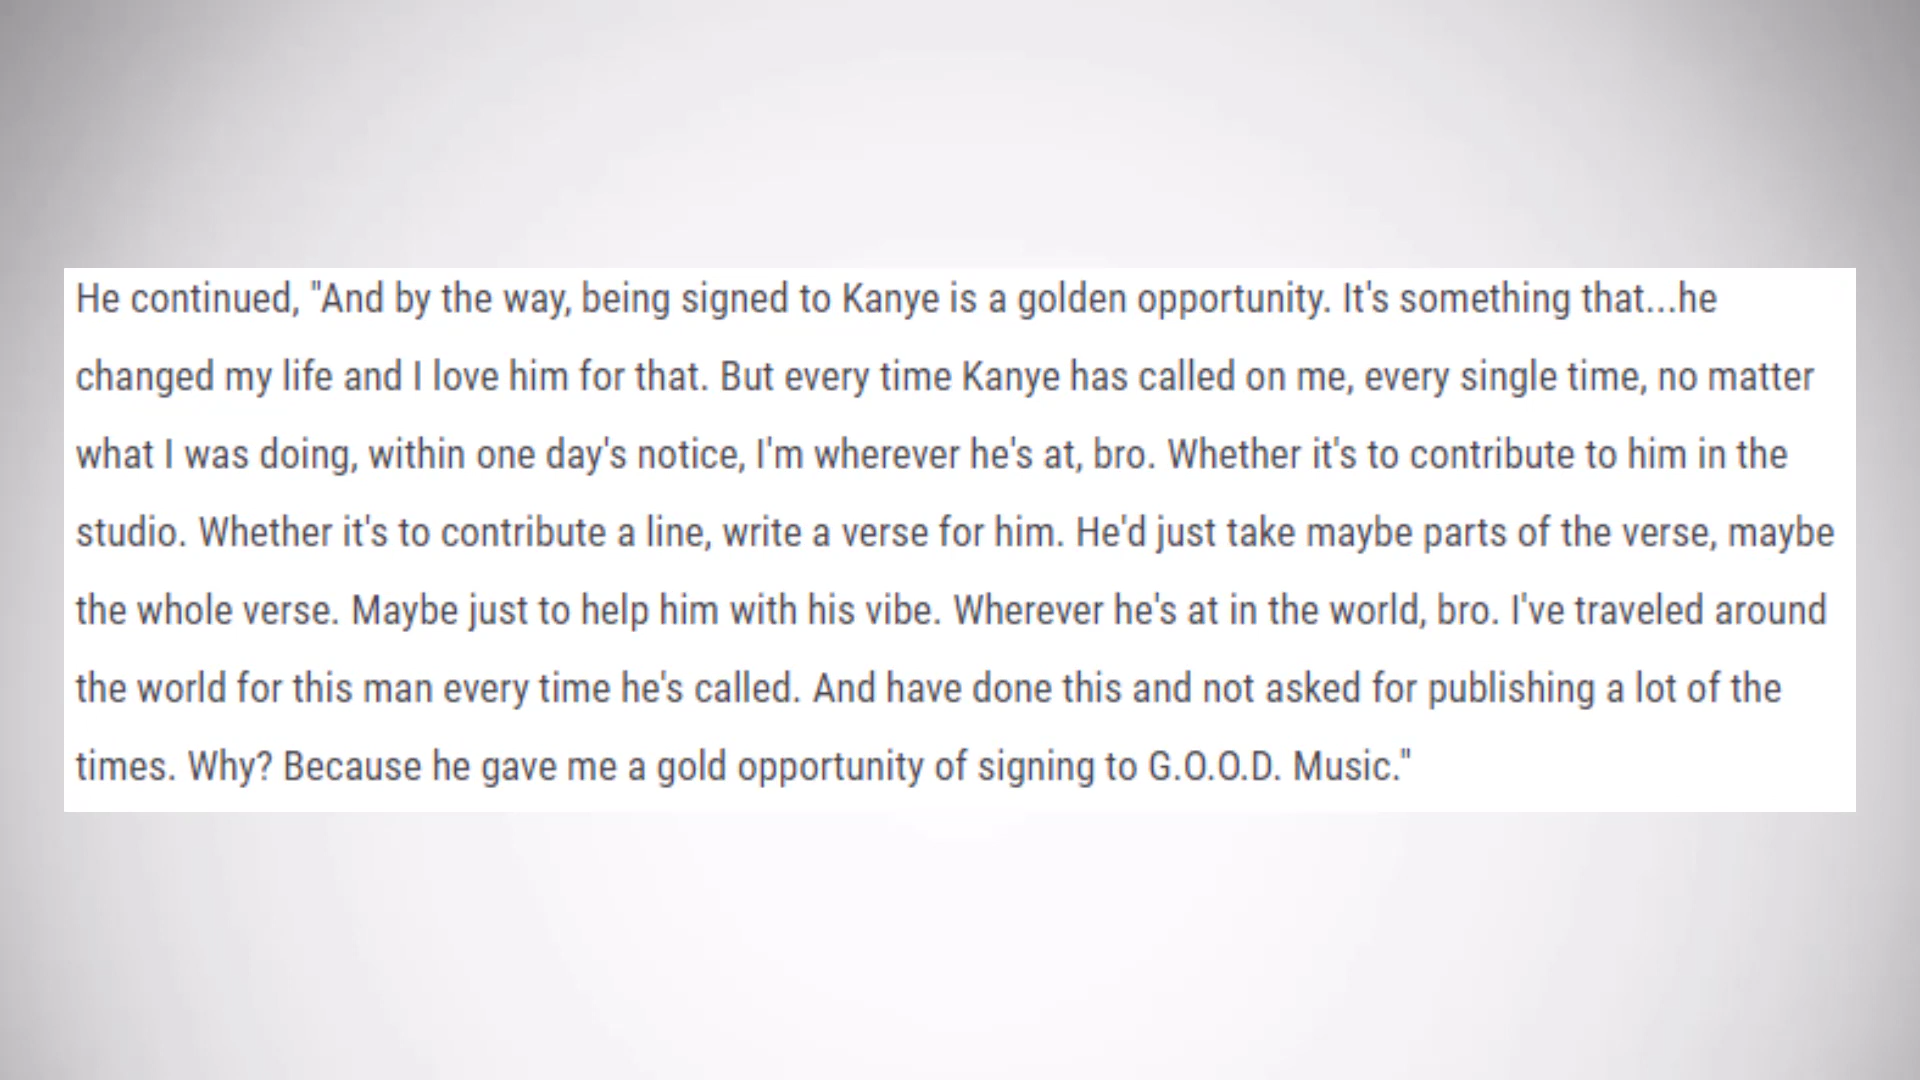 He continued, "And by the way, being signed to Kanye is a golden opportunity. It's something that...he
changed my life and I love him for that. But every time Kanye has called on me, every single time, no matter
what I was doing, within one day's notice, I'm wherever he's at, bro. Whether it's to contribute to him in the
studio. Whether it's to contribute a line, write a verse for him. He'd just take maybe parts of the verse, maybe
the whole verse. Maybe just to help him with his vibe. Wherever he's at in the world, bro. I've traveled around
the world for this man every time he's called. And have done this and not asked for publishing a lot of the
times. Why? Because he gave me a gold opportunity of signing to G.O.O.D. Music."